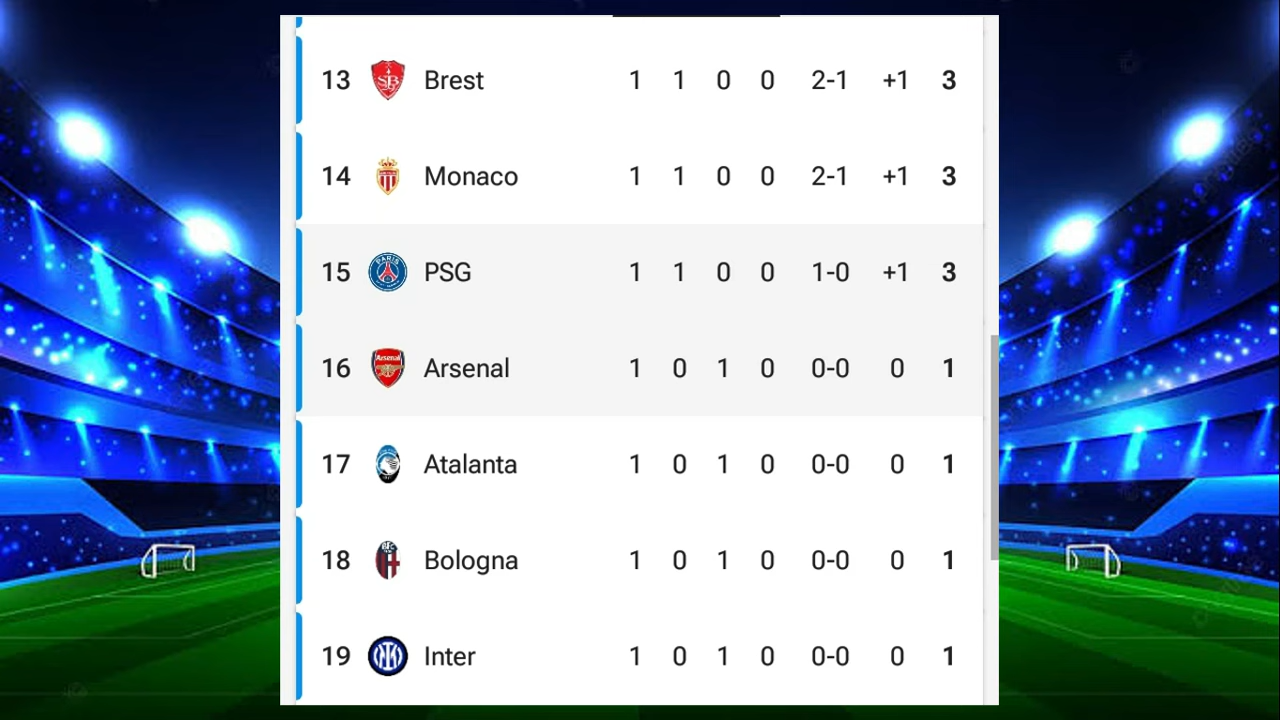 13 Brest 1 1 0 0 2-1 +1 3
14 Monaco 1 1 0 0 2-1 +1 3
PARIS
15 PSG 1 1 0 0 1-0 +1 3
Arsenal
16 Arsenal 1 0 1 0 0-0 0 1
17 Atalanta 1 0 1 0 0-0 0 1
BFC
18 Bologna 1 0 1 0 0-0 0 1
19 Inter 1 0 1 0 0-0 0 1